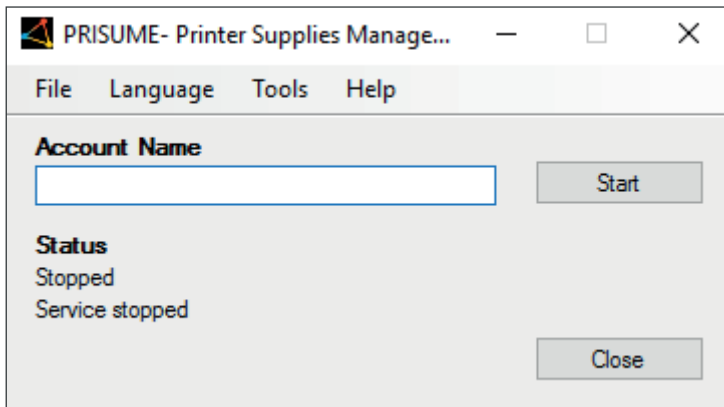 PRISUME- Printer Supplies Manage...
File Language Tools Help
Account Name
Start
Status
Stopped
Service stopped
Close